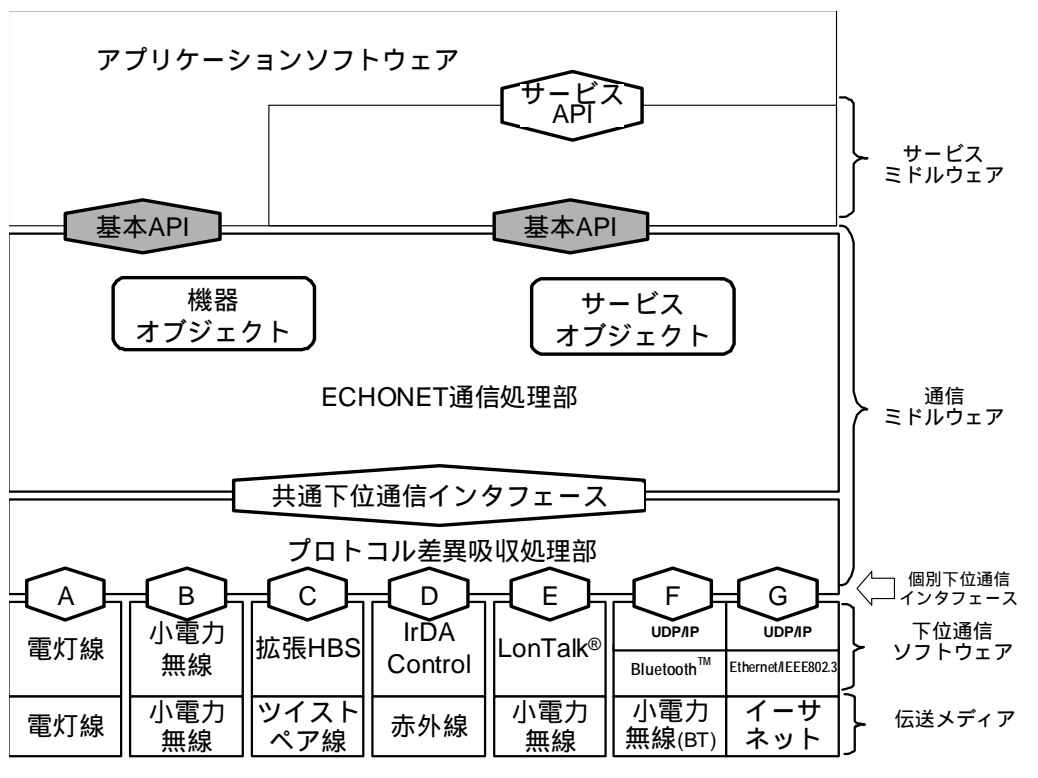 アプリケーションソフトウェア
サービス
API
サービス
ミドルウェア
基本API
基本API
機器
オブジェクト
サービス
オブジェクト
ECHONET通信処理部
通信
ミドルウェア
共通下位通信インタフェース
プロトコル差異吸収処理部
個別下位通信
インタフェース
A
B
C
D
E
F
G
電灯線
小電力
無線
拡張HBS
IrDA
Control
LonTalk®
UDP/IP
Bluetooth™
UDP/IP
Ethernet/IEEE802.3
下位通信
ソフトウェア
電灯線
小電力
無線
ツイスト
ペア線
赤外線
小電力
無線
小電力
無線(BT)
イーサ
ネット
伝送メディア